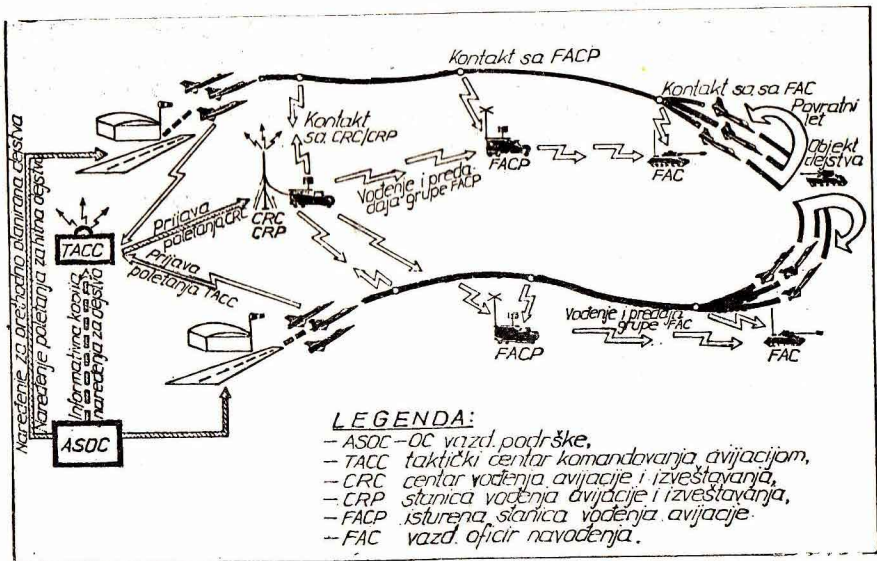 Kontakt sa FACP
Kontakt sa sa FAC
Povratni
let
Objekt
dejstva
Kontakt
sa CRC/CRP
FACP
FAC
Vođenje i preda-
daja grupe FACP
CRC
CRP
Prijava
poletanja CRC
TACC
Prijava
poletanja TACC
Naređenje za prethodno planirana dejstva
Naređenje poletanja za hitna dejstva
Informativna kopija
naređenja za dejstva
ASOC
FACP
Vođenje i predaja
grupe FAC
FAC
LEGENDA:
- ASOC - OC vazd. podrške,
- TACC taktički centar komandovanja avijacijom,
- CRC centar vođenja avijacije i izveštavanja,
- CRP stanica vođenja avijacije i izveštavanja,
- FACP isturena stanica vođenja avijacije.
- FAC vazd. oficir navođenja.